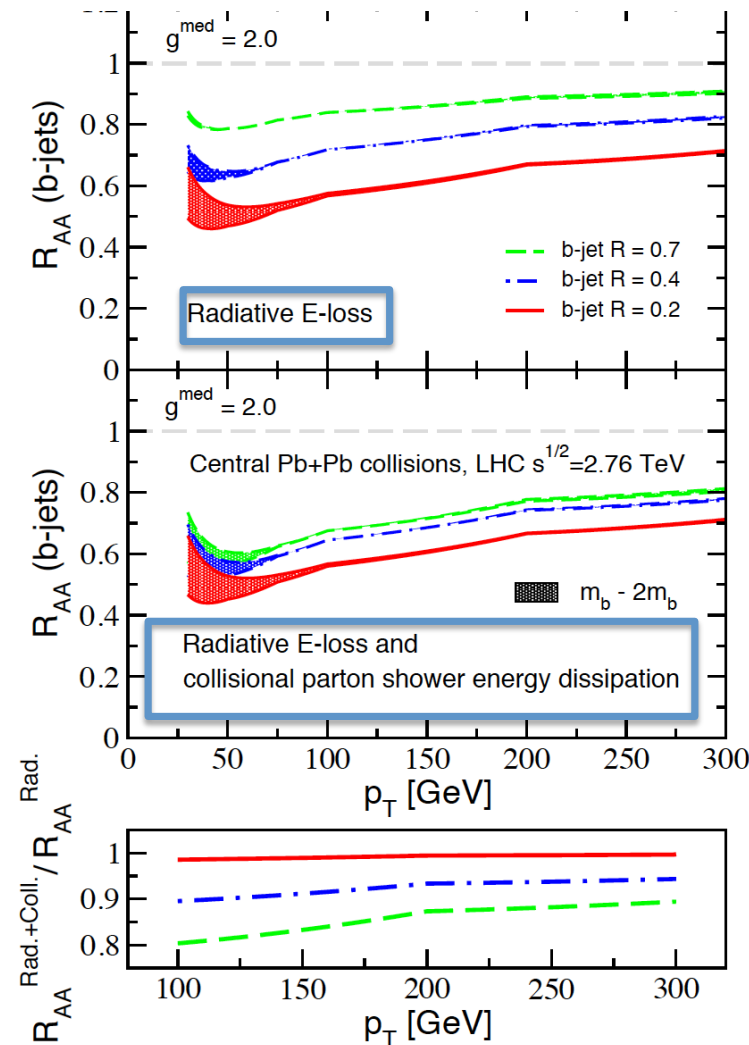 g^med = 2.0
1
0.8
0.6
0.4
0.2
0
R_AA (b-jets)
b-jet R = 0.7
b-jet R = 0.4
b-jet R = 0.2
Radiative E-loss
g^med = 2.0
1
0.8
0.6
0.4
0.2
0
R_AA (b-jets)
Central Pb+Pb collisions, LHC s^1/2=2.76 TeV
m_b - 2m_b
Radiative E-loss and
collisional parton shower energy dissipation
0 50 100 150 200 250 300
p_T [GeV]
R_AA^Rad.+Coll. / R_AA^Rad.
1
0.9
0.8
100 150 200 250 300
p_T [GeV]